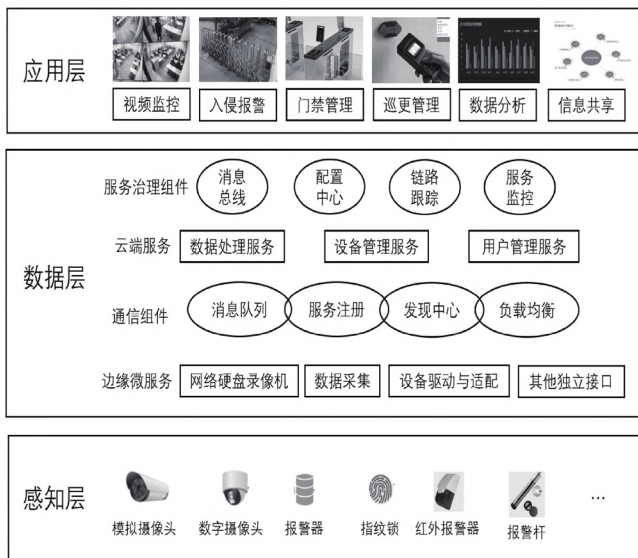 应用层
视频监控 入侵报警 门禁管理 巡更管理 数据分析 信息共享
数据层
服务治理组件 消息总线 配置中心 链路跟踪 服务监控
云端服务 数据处理服务 设备管理服务 用户管理服务
通信组件 消息队列 服务注册 发现中心 负载均衡
边缘微服务 网络硬盘录像机 数据采集 设备驱动与适配 其他独立接口
感知层
模拟摄像头 数字摄像头 报警器 指纹锁 红外报警器 报警杆 …